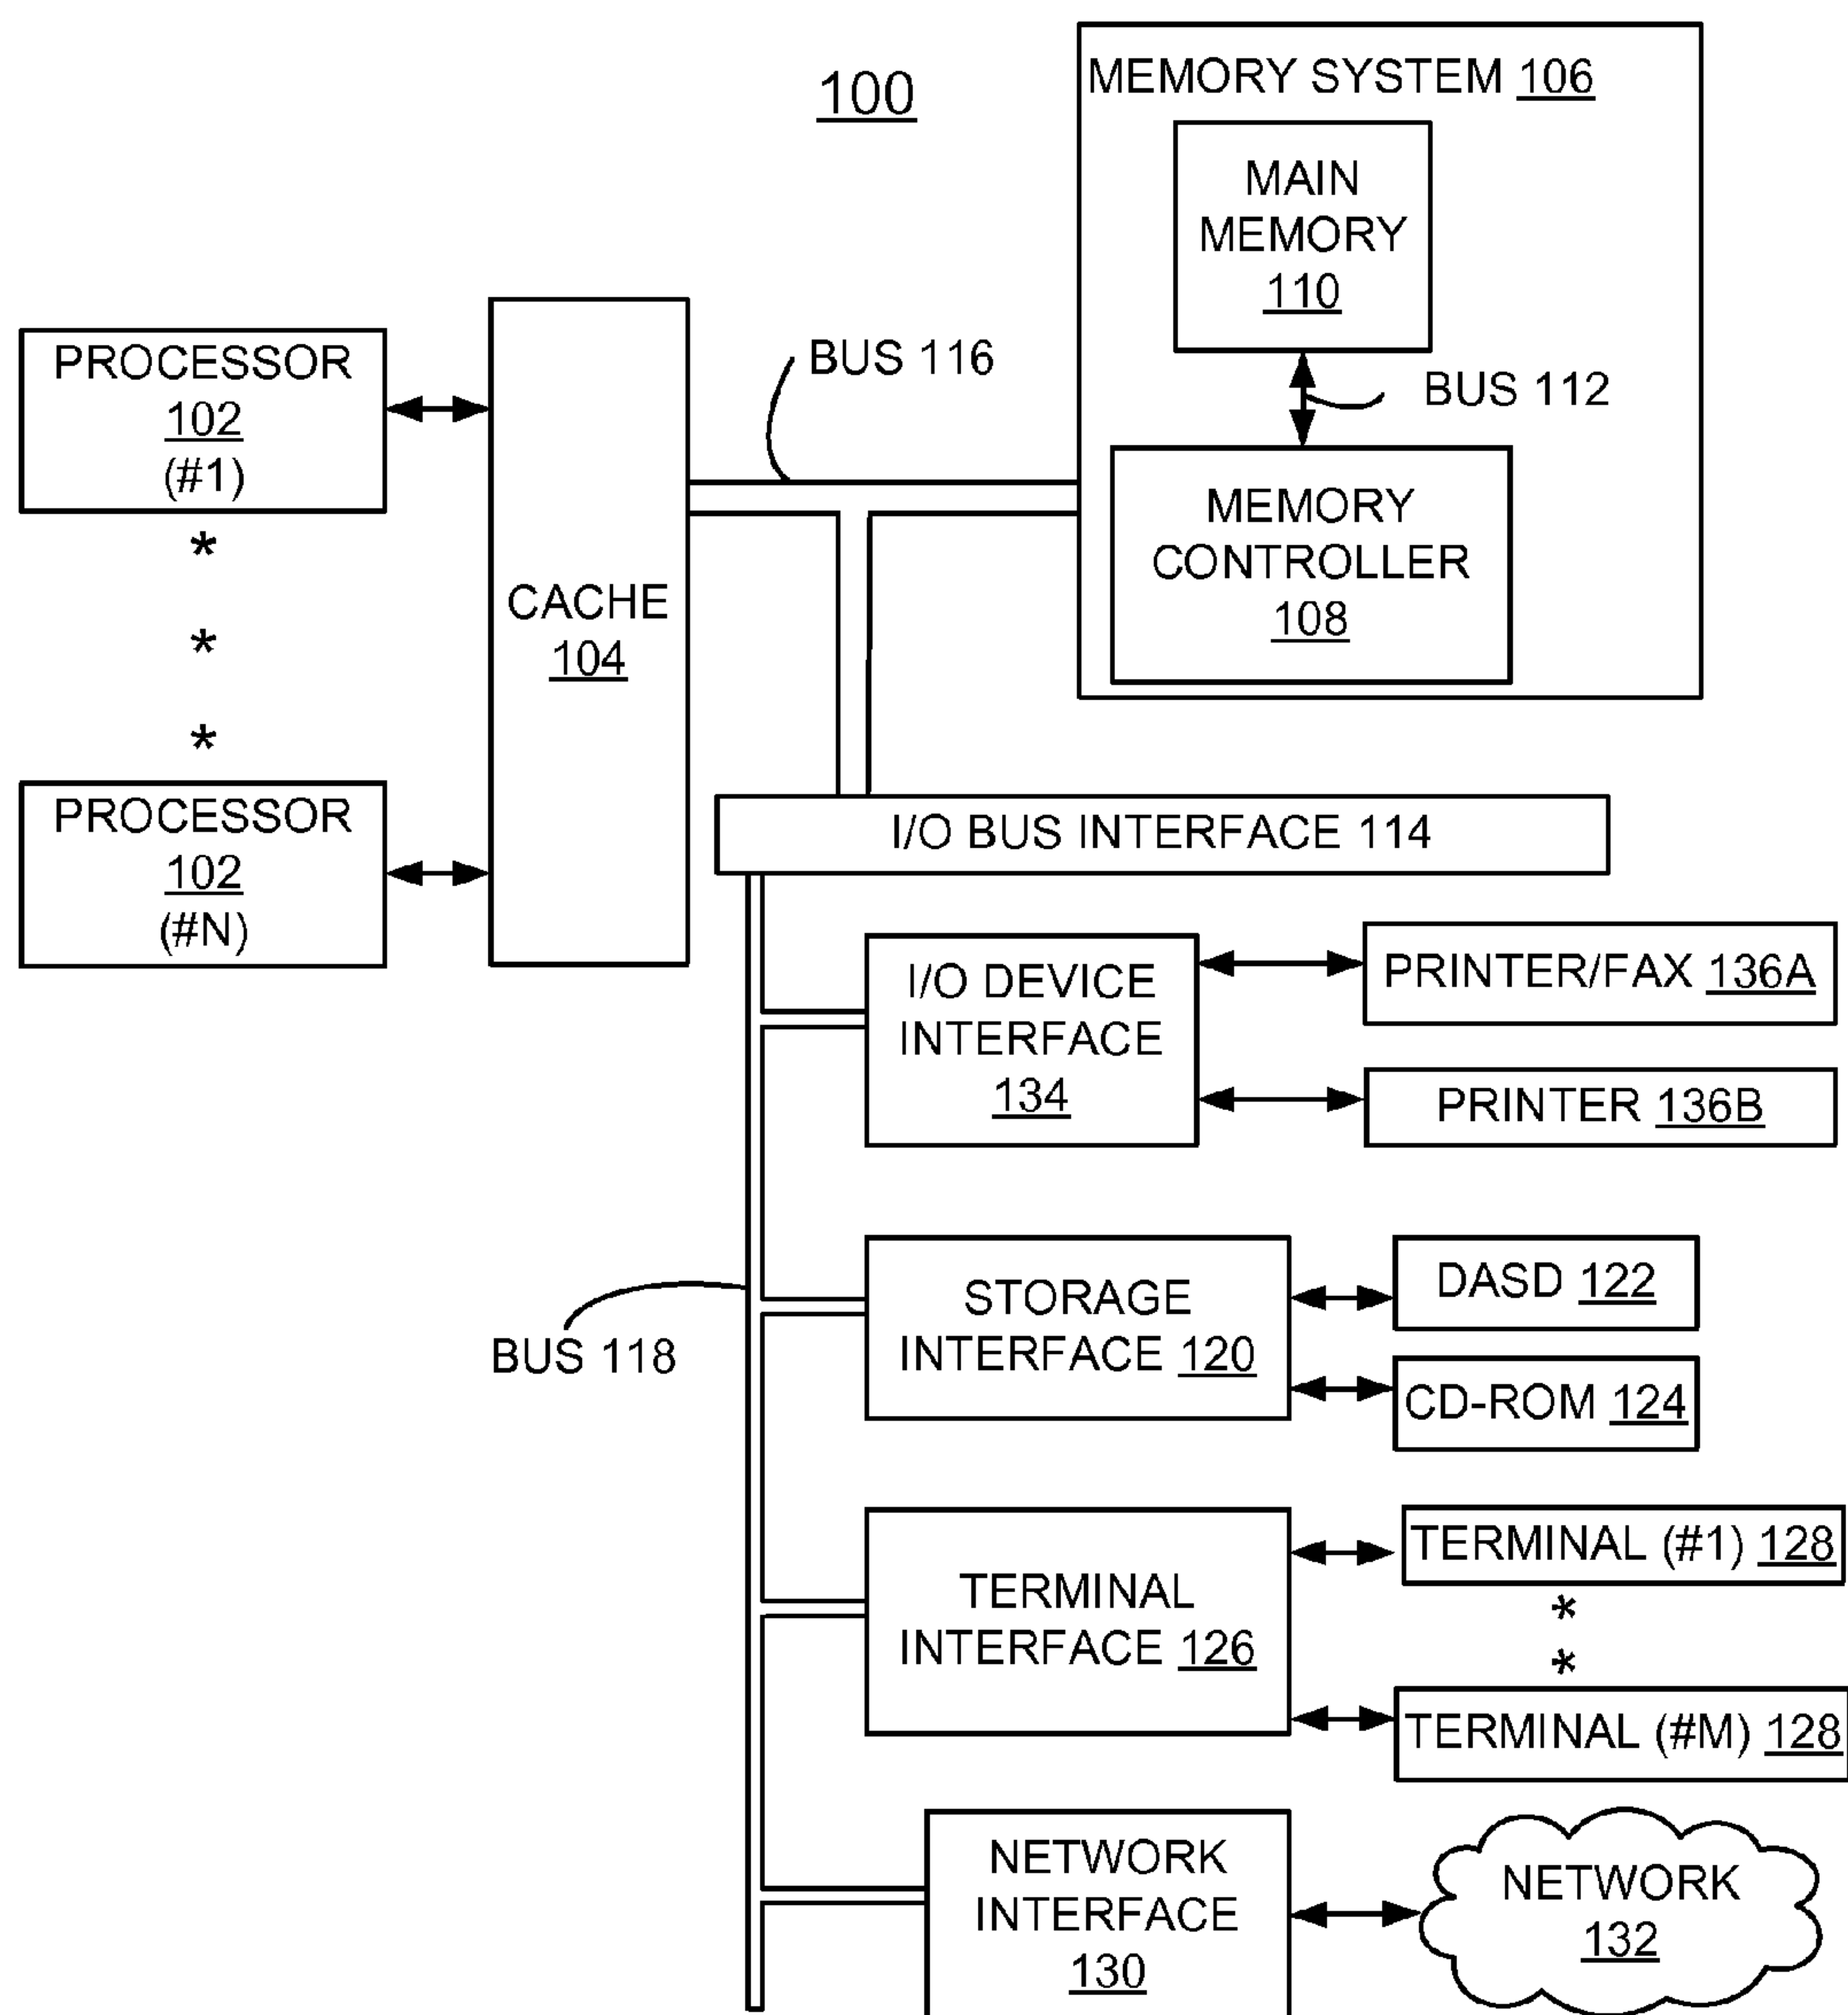 100
MEMORY SYSTEM 106
MAIN
MEMORY
110
BUS 112
MEMORY
CONTROLLER
108
BUS 116
PROCESSOR
102
(#1)
*
*
*
PROCESSOR
102
(#N)
CACHE
104
I/O BUS INTERFACE 114
I/O DEVICE
INTERFACE
134
PRINTER/FAX 136A
PRINTER 136B
BUS 118
STORAGE
INTERFACE 120
DASD 122
CD-ROM 124
TERMINAL
INTERFACE 126
TERMINAL (#1) 128
*
*
TERMINAL (#M) 128
NETWORK
INTERFACE
130
NETWORK
132